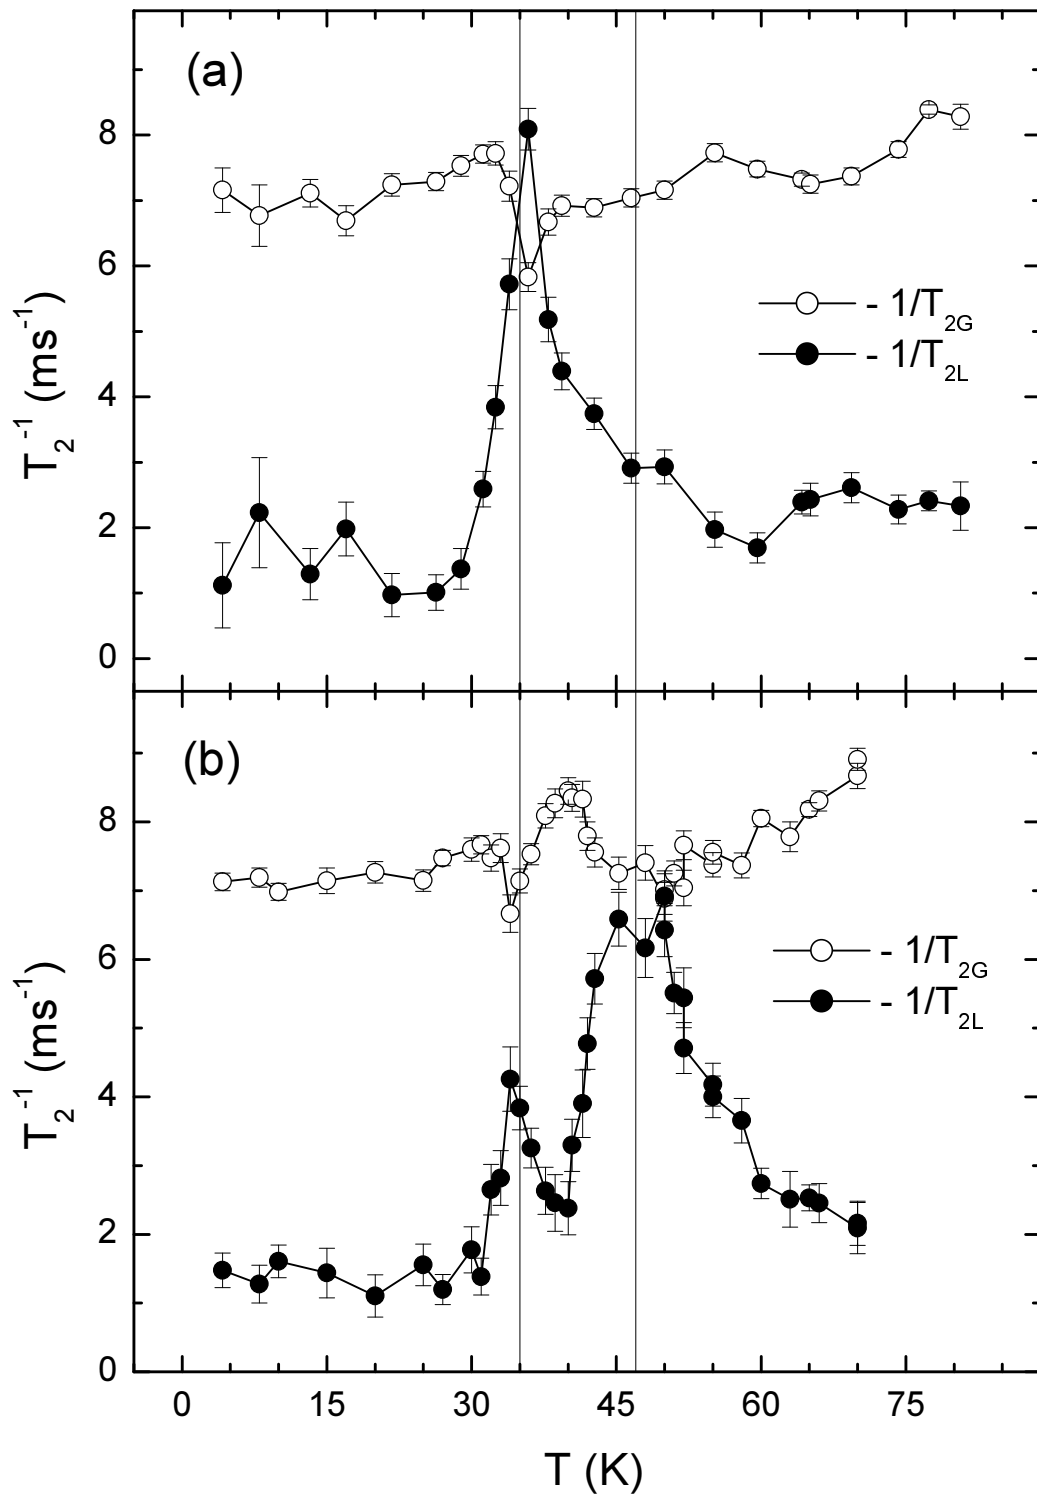 (a)
8
6
4
2
0
T₂⁻¹ (ms⁻¹)
- 1/T₂G
- 1/T₂L
(b)
8
6
4
2
0
T₂⁻¹ (ms⁻¹)
- 1/T₂G
- 1/T₂L
0 15 30 45 60 75
T (K)